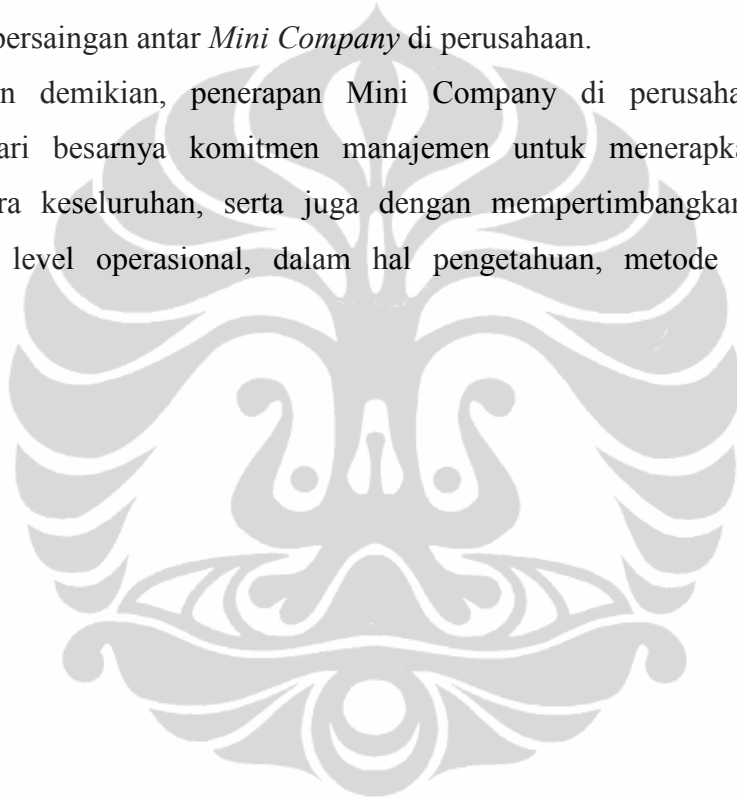 persaingan antar Mini Company di perusahaan.
n demikian, penerapan Mini Company di perusaha
ari besarnya komitmen manajemen untuk menerapka
ra keseluruhan, serta juga dengan mempertimbangkan
level operasional, dalam hal pengetahuan, metode